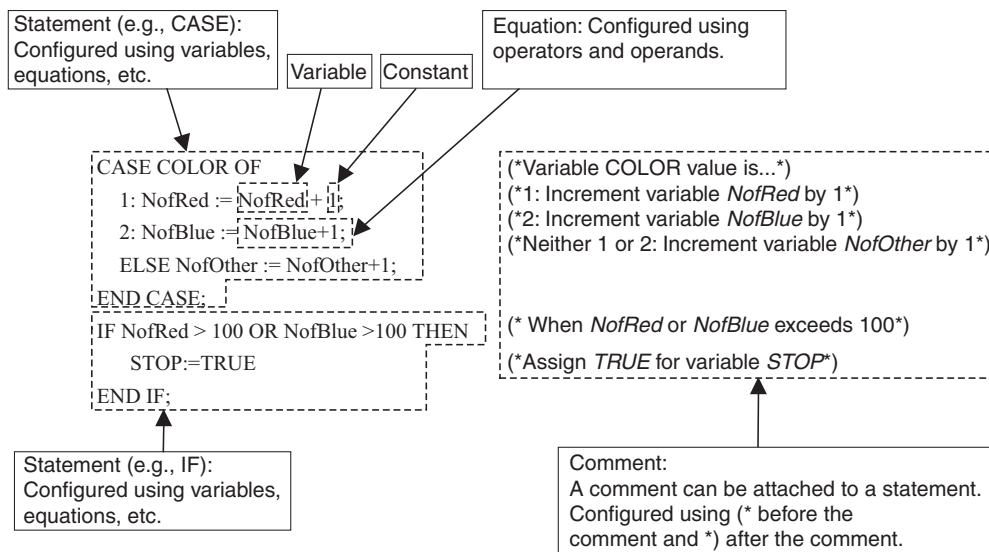 Statement (e.g., CASE):
Configured using variables,
equations, etc.
Variable
Constant
Equation: Configured using
operators and operands.
CASE COLOR OF
1: NofRed := NofRed + 1;
2: NofBlue := NofBlue+1;
ELSE NofOther := NofOther+1;
END CASE;
IF NofRed > 100 OR NofBlue >100 THEN
STOP:=TRUE
END IF;
(*Variable COLOR value is...*)
(*1: Increment variable NofRed by 1*)
(*2: Increment variable NofBlue by 1*)
(*Neither 1 or 2: Increment variable NofOther by 1*)
(* When NofRed or NofBlue exceeds 100*)
(*Assign TRUE for variable STOP*)
Statement (e.g., IF):
Configured using variables,
equations, etc.
Comment:
A comment can be attached to a statement.
Configured using (* before the
comment and *) after the comment.